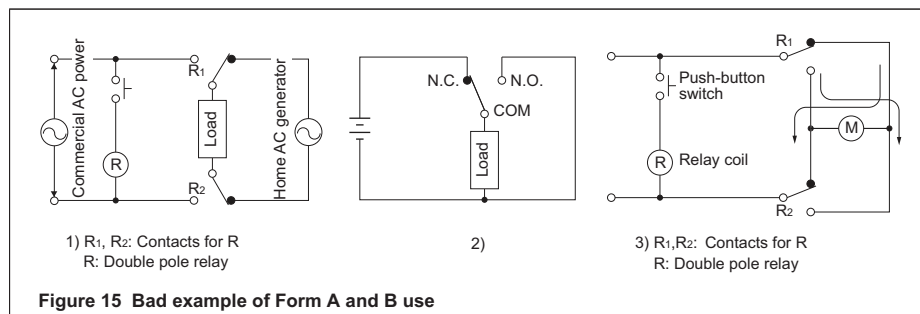 Commercial AC power
R1
R
Load
R2
Home AC generator
1) R1, R2: Contacts for R
R: Double pole relay
N.C.
N.O.
COM
Load
2)
R1
Push-button
switch
M
R
Relay coil
R2
3) R1,R2: Contacts for R
R: Double pole relay
Figure 15 Bad example of Form A and B use